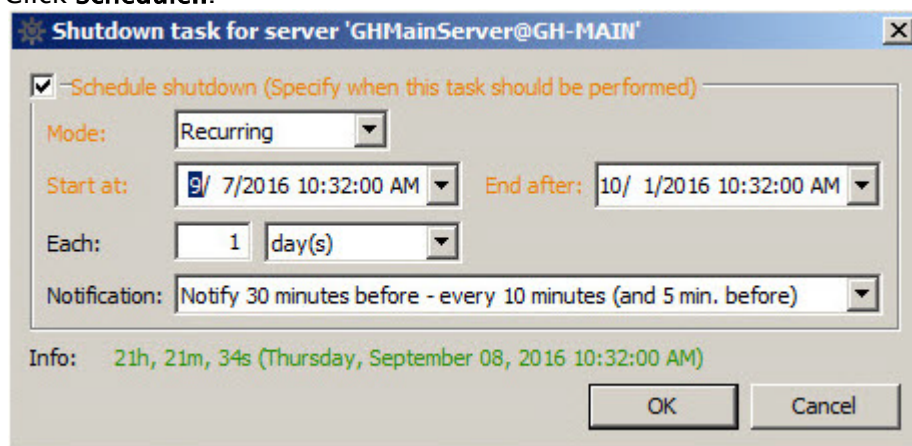 Click Schedulen.
Shutdown task for server 'GHMainServer@GH-MAIN'
Schedule shutdown (Specify when this task should be performed)
Mode: Recurring
Start at: 9/ 7/2016 10:32:00 AM End after: 10/ 1/2016 10:32:00 AM
Each: 1 day(s)
Notification: Notify 30 minutes before - every 10 minutes (and 5 min. before)
Info: 21h, 21m, 34s (Thursday, September 08, 2016 10:32:00 AM)
OK Cancel